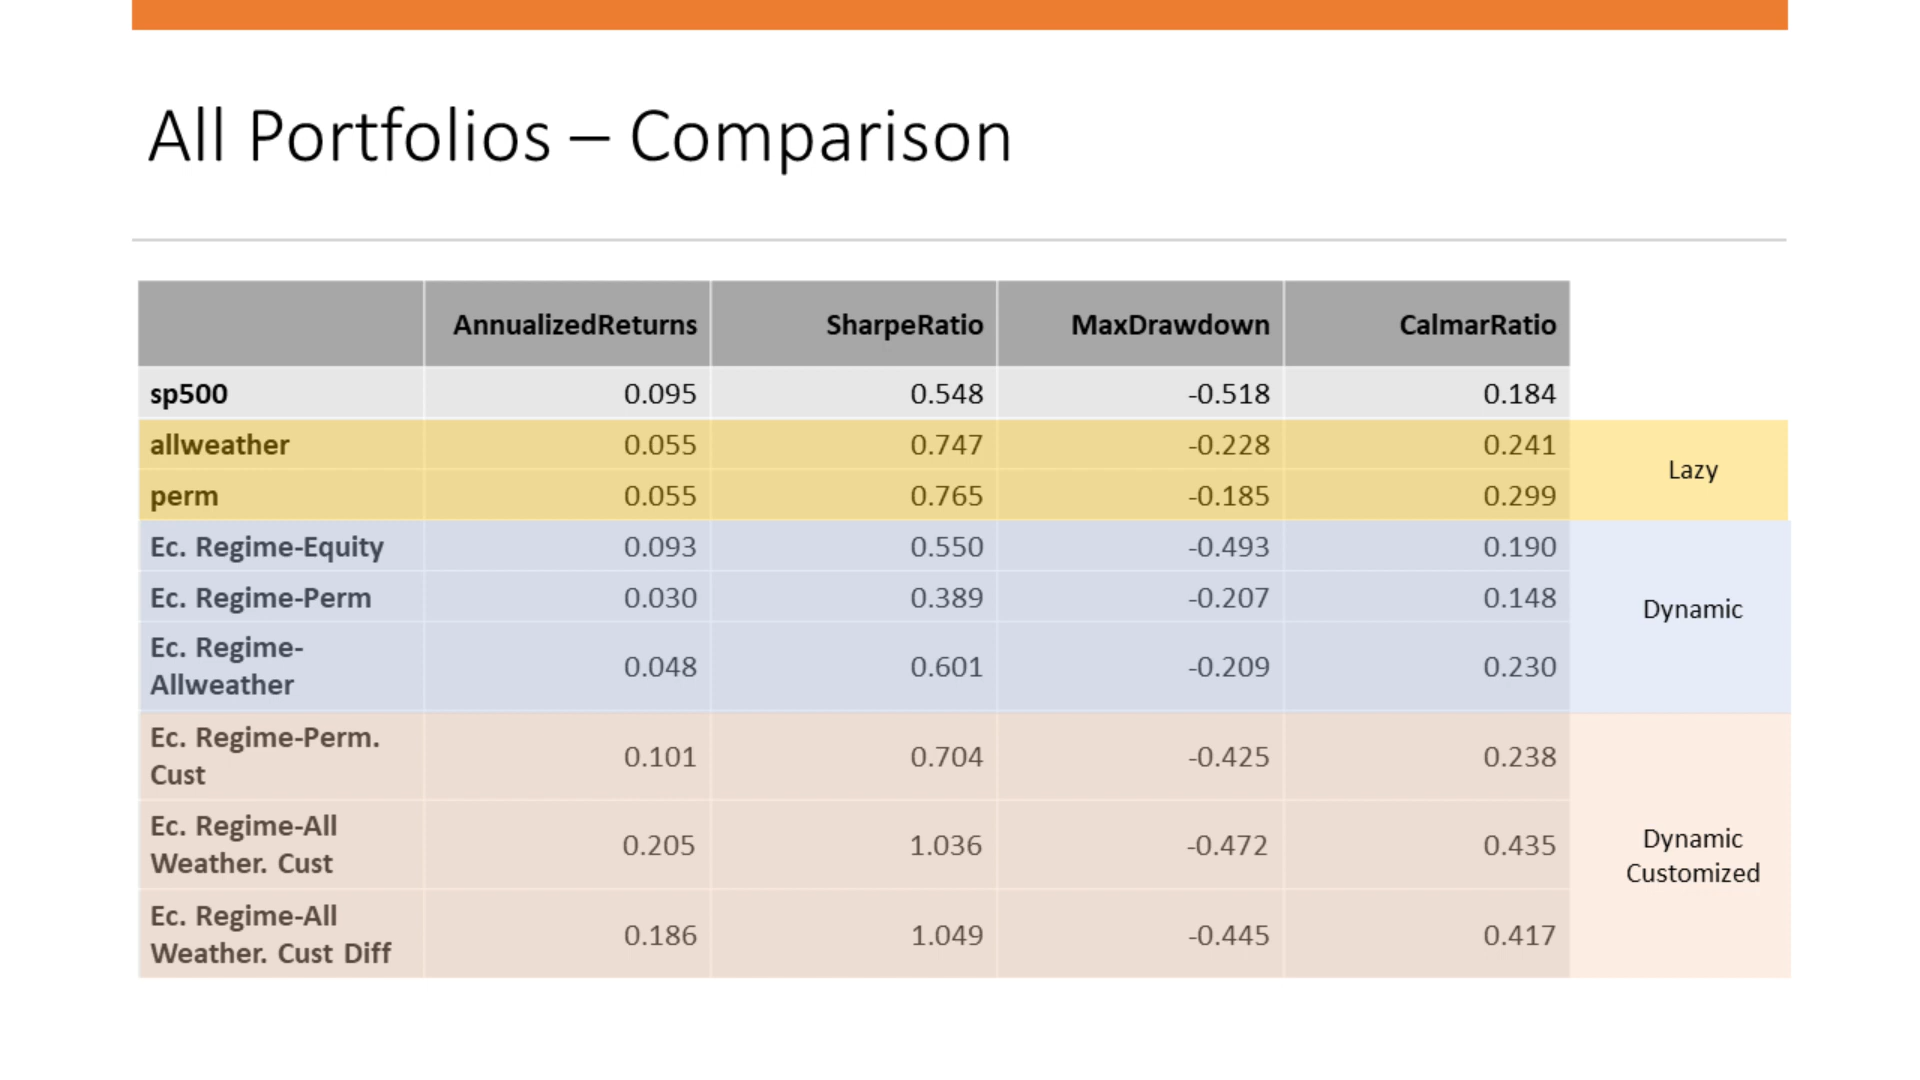 All Portfolios – Comparison
AnnualizedReturns SharpeRatio MaxDrawdown CalmarRatio
sp500 0.095 0.548 -0.518 0.184
allweather 0.055 0.747 -0.228 0.241
perm 0.055 0.765 -0.185 0.299
Lazy
Ec. Regime-Equity 0.093 0.550 -0.493 0.190
Ec. Regime-Perm 0.030 0.389 -0.207 0.148
Ec. Regime-
Allweather 0.048 0.601 -0.209 0.230
Dynamic
Ec. Regime-Perm.
Cust 0.101 0.704 -0.425 0.238
Ec. Regime-All
Weather. Cust 0.205 1.036 -0.472 0.435
Ec. Regime-All
Weather. Cust Diff 0.186 1.049 -0.445 0.417
Dynamic
Customized